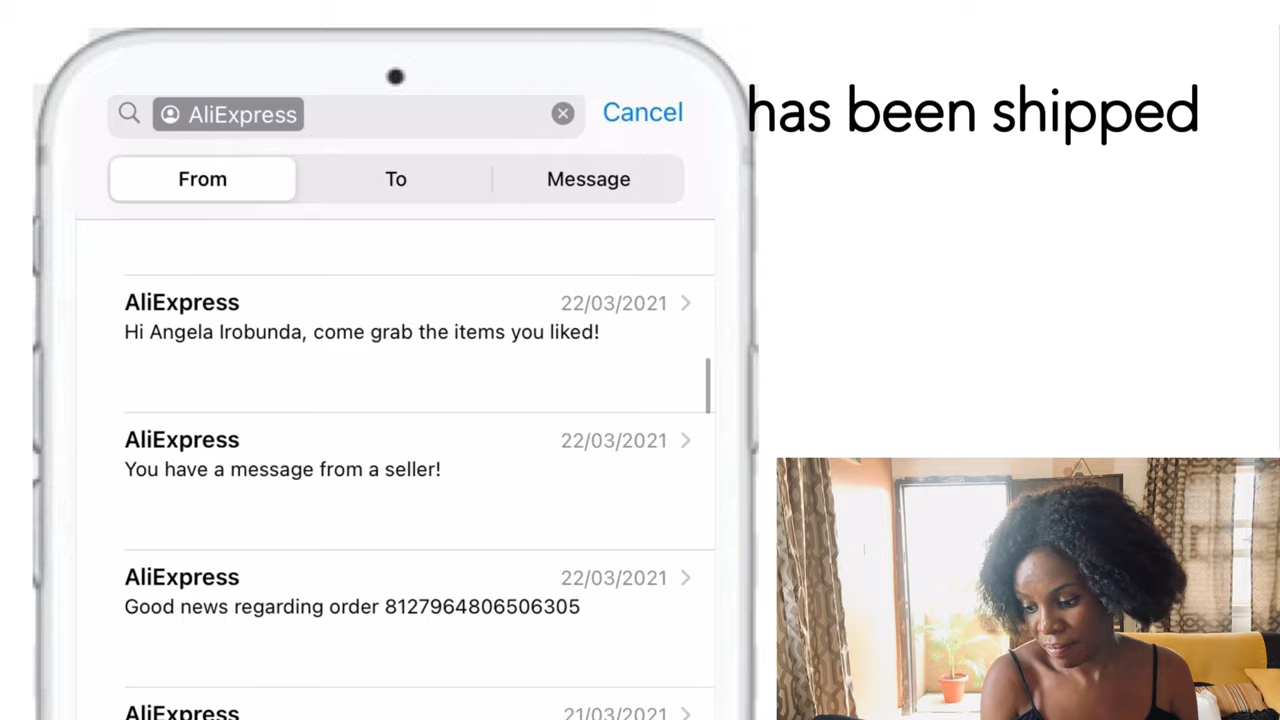 AliExpress
Cancel
has been shipped
From
To
Message
AliExpress
22/03/2021
Hi Angela Irobunda, come grab the items you liked!
AliExpress
22/03/2021
You have a message from a seller!
AliExpress
22/03/2021
Good news regarding order 8127964806506305
AliExpress
21/03/2021